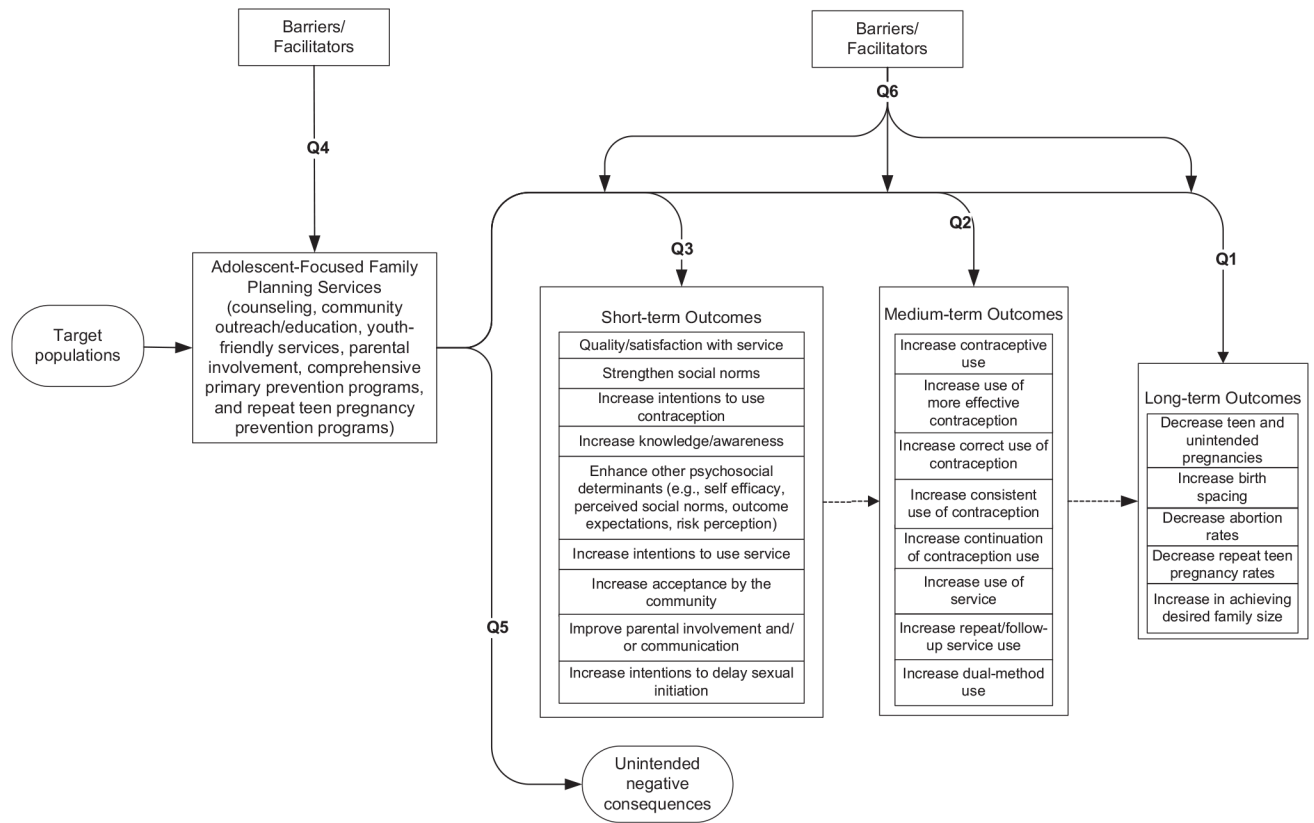 Barriers/
Facilitators
Barriers/
Facilitators
Q6
Q4
Q3
Q2
Q1
Target
populations
Adolescent-Focused Family
Planning Services
(counseling, community
outreach/education, youth-
friendly services, parental
involvement, comprehensive
primary prevention programs,
and repeat teen pregnancy
prevention programs)
Short-term Outcomes
Quality/satisfaction with service
Strengthen social norms
Increase intentions to use
contraception
Increase knowledge/awareness
Enhance other psychosocial
determinants (e.g., self efficacy,
perceived social norms, outcome
expectations, risk perception)
Increase intentions to use service
Increase acceptance by the
community
Improve parental involvement and/
or communication
Increase intentions to delay sexual
initiation
Medium-term Outcomes
Increase contraceptive
use
Increase use of
more effective
contraception
Increase correct use of
contraception
Increase consistent
use of contraception
Increase continuation
of contraception use
Increase use of
service
Increase repeat/follow-
up service use
Increase dual-method
use
Long-term Outcomes
Decrease teen and
unintended
pregnancies
Increase birth
spacing
Decrease abortion
rates
Decrease repeat teen
pregnancy rates
Increase in achieving
desired family size
Q5
Unintended
negative
consequences